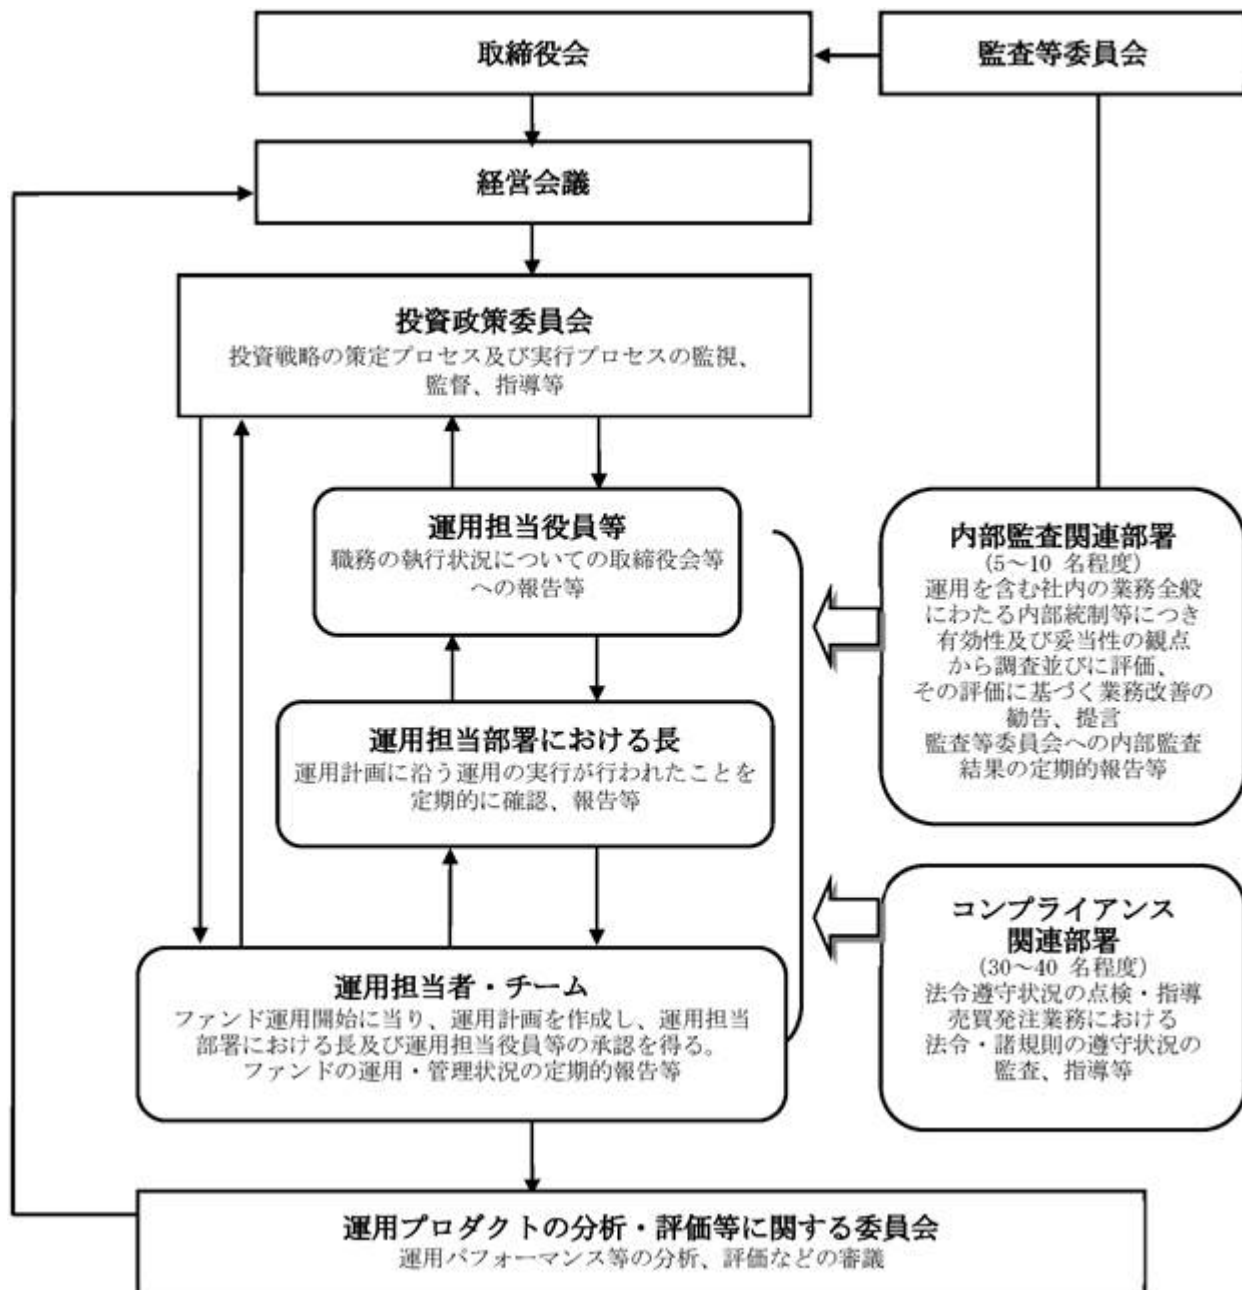 取締役会
監査等委員会
経営会議
投資政策委員会
投資戦略の策定プロセス及び実行プロセスの監視、
監督、指導等
運用担当役員等
職務の執行状況についての取締役会等
への報告等
運用担当部署における長
運用計画に沿う運用の実行が行われたことを
定期的に確認、報告等
運用担当者・チーム
ファンド運用開始に当り、運用計画を作成し、運用担当
部署における長及び運用担当役員等の承認を得る。
ファンドの運用・管理状況の定期的報告等
内部監査関連部署
(5～10 名程度)
運用を含む社内の業務全般
にわたる内部統制等につき
有効性及び妥当性の観点
から調査並びに評価、
その評価に基づく業務改善の
勧告、提言
監査等委員会への内部監査
結果の定期的報告等
コンプライアンス
関連部署
(30～40 名程度)
法令遵守状況の点検・指導
売買発注業務における
法令・諸規則の遵守状況の
監査、指導等
運用プロダクトの分析・評価等に関する委員会
運用パフォーマンス等の分析、評価などの審議